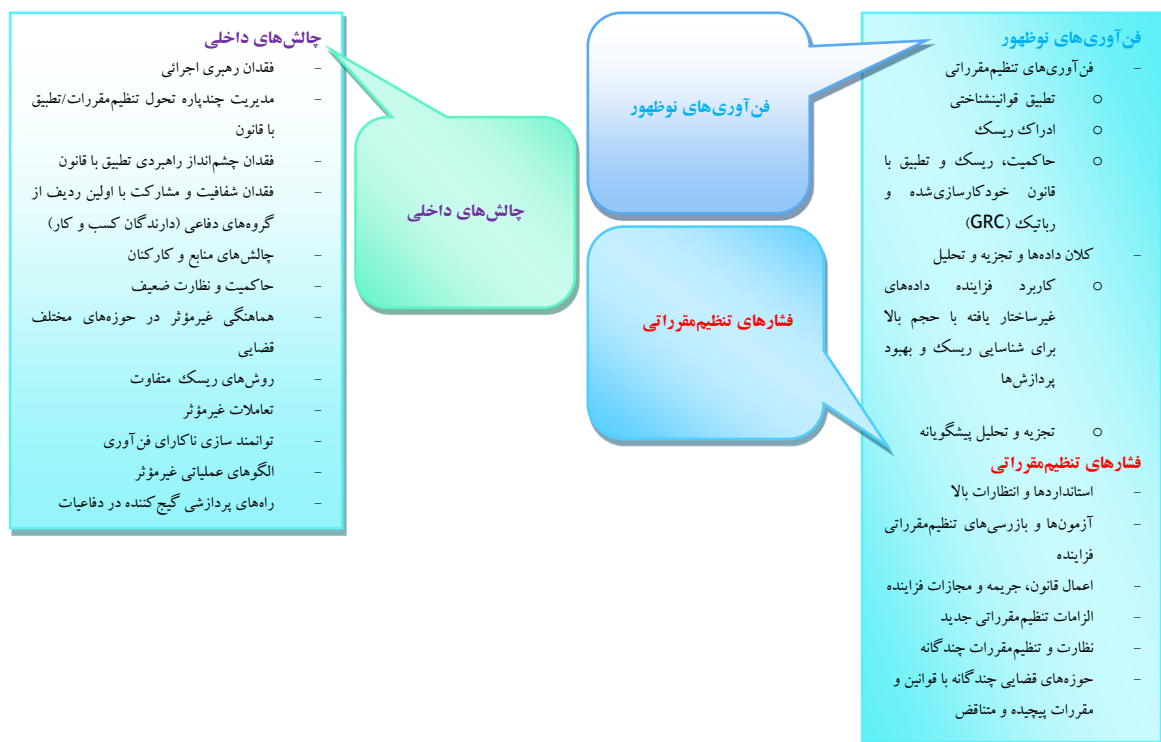 فن‌آوری‌های نوظهور
- فن‌آوری‌های تنظیم‌مقرراتی
o تطبیق قوانینشناختی
o ادراک ریسک
o حاکمیت، ریسک و تطبیق با
قانون خودکارسازی‌شده و
رباتیک (GRC)
- کلان داده‌ها و تجزیه و تحلیل
o کاربرد فزاینده داده‌های
غیرساختار یافته با حجم بالا
برای شناسایی ریسک و بهبود
پردازش‌ها
o تجزیه و تحلیل پیشگویانه
فشارهای تنظیم‌مقرراتی
- استانداردها و انتظارات بالا
- آزمون‌ها و بازرسی‌های تنظیم‌مقرراتی
فزاینده
- اعمال قانون، جریمه و مجازات فزاینده
- الزامات تنظیم‌مقرراتی جدید
- نظارت و تنظیم‌مقررات چندگانه
- حوزه‌های قضایی چندگانه با قوانین و
مقررات پیچیده و متناقض
فن‌آوری‌های نوظهور
فشارهای تنظیم‌مقرراتی
چالش‌های داخلی
چالش‌های داخلی
- فقدان رهبری اجرائی
- مدیریت چندپاره تحول تنظیم‌مقررات/تطبیق
با قانون
- فقدان چشم‌انداز راهبردی تطبیق با قانون
- فقدان شفافیت و مشارکت با اولین ردیف از
گروه‌های دفاعی (دارندگان کسب و کار)
- چالش‌های منابع و کارکنان
- حاکمیت و نظارت ضعیف
- هماهنگی غیرمؤثر در حوزه‌های مختلف
قضایی
- روش‌های ریسک متفاوت
- تعاملات غیرمؤثر
- توانمند سازی ناکارای فن‌آوری
- الگوهای عملیاتی غیرمؤثر
- راه‌های پردازشی گیج‌کننده در دفاعیات